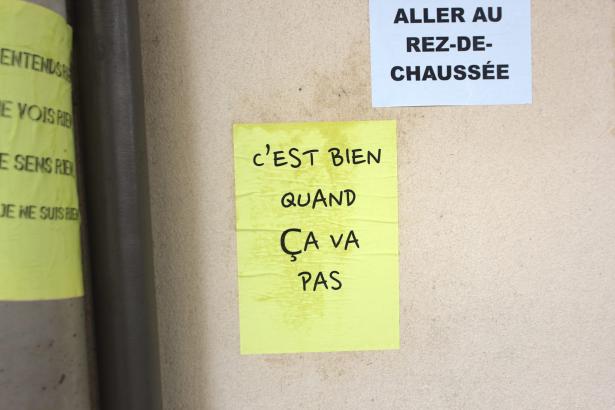 ENTENDS
E VOIS RIEN
E SENS RIEN
JE NE SUIS RIEN
ALLER AU
REZ-DE-
CHAUSSÉE
C'EST BIEN
QUAND
ÇA VA
PAS